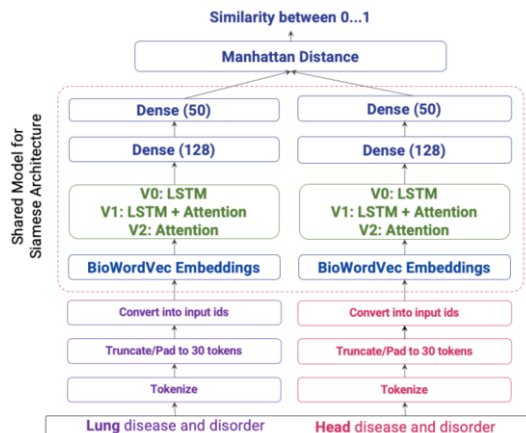 Similarity between 0...1
Manhattan Distance
Shared Model for
Siamese Architecture
Dense (50)
Dense (128)
V0: LSTM
V1: LSTM + Attention
V2: Attention
BioWordVec Embeddings
Convert into input ids
Truncate/Pad to 30 tokens
Tokenize
Lung disease and disorder
Dense (50)
Dense (128)
V0: LSTM
V1: LSTM + Attention
V2: Attention
BioWordVec Embeddings
Convert into input ids
Truncate/Pad to 30 tokens
Tokenize
Head disease and disorder